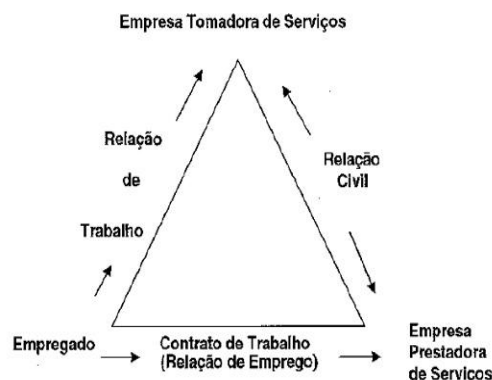 Empresa Tomadora de Serviços
Relação
de
Trabalho
Relação
Civil
Empregado
Contrato de Trabalho
(Relação de Emprego)
Empresa
Prestadora
de Serviços